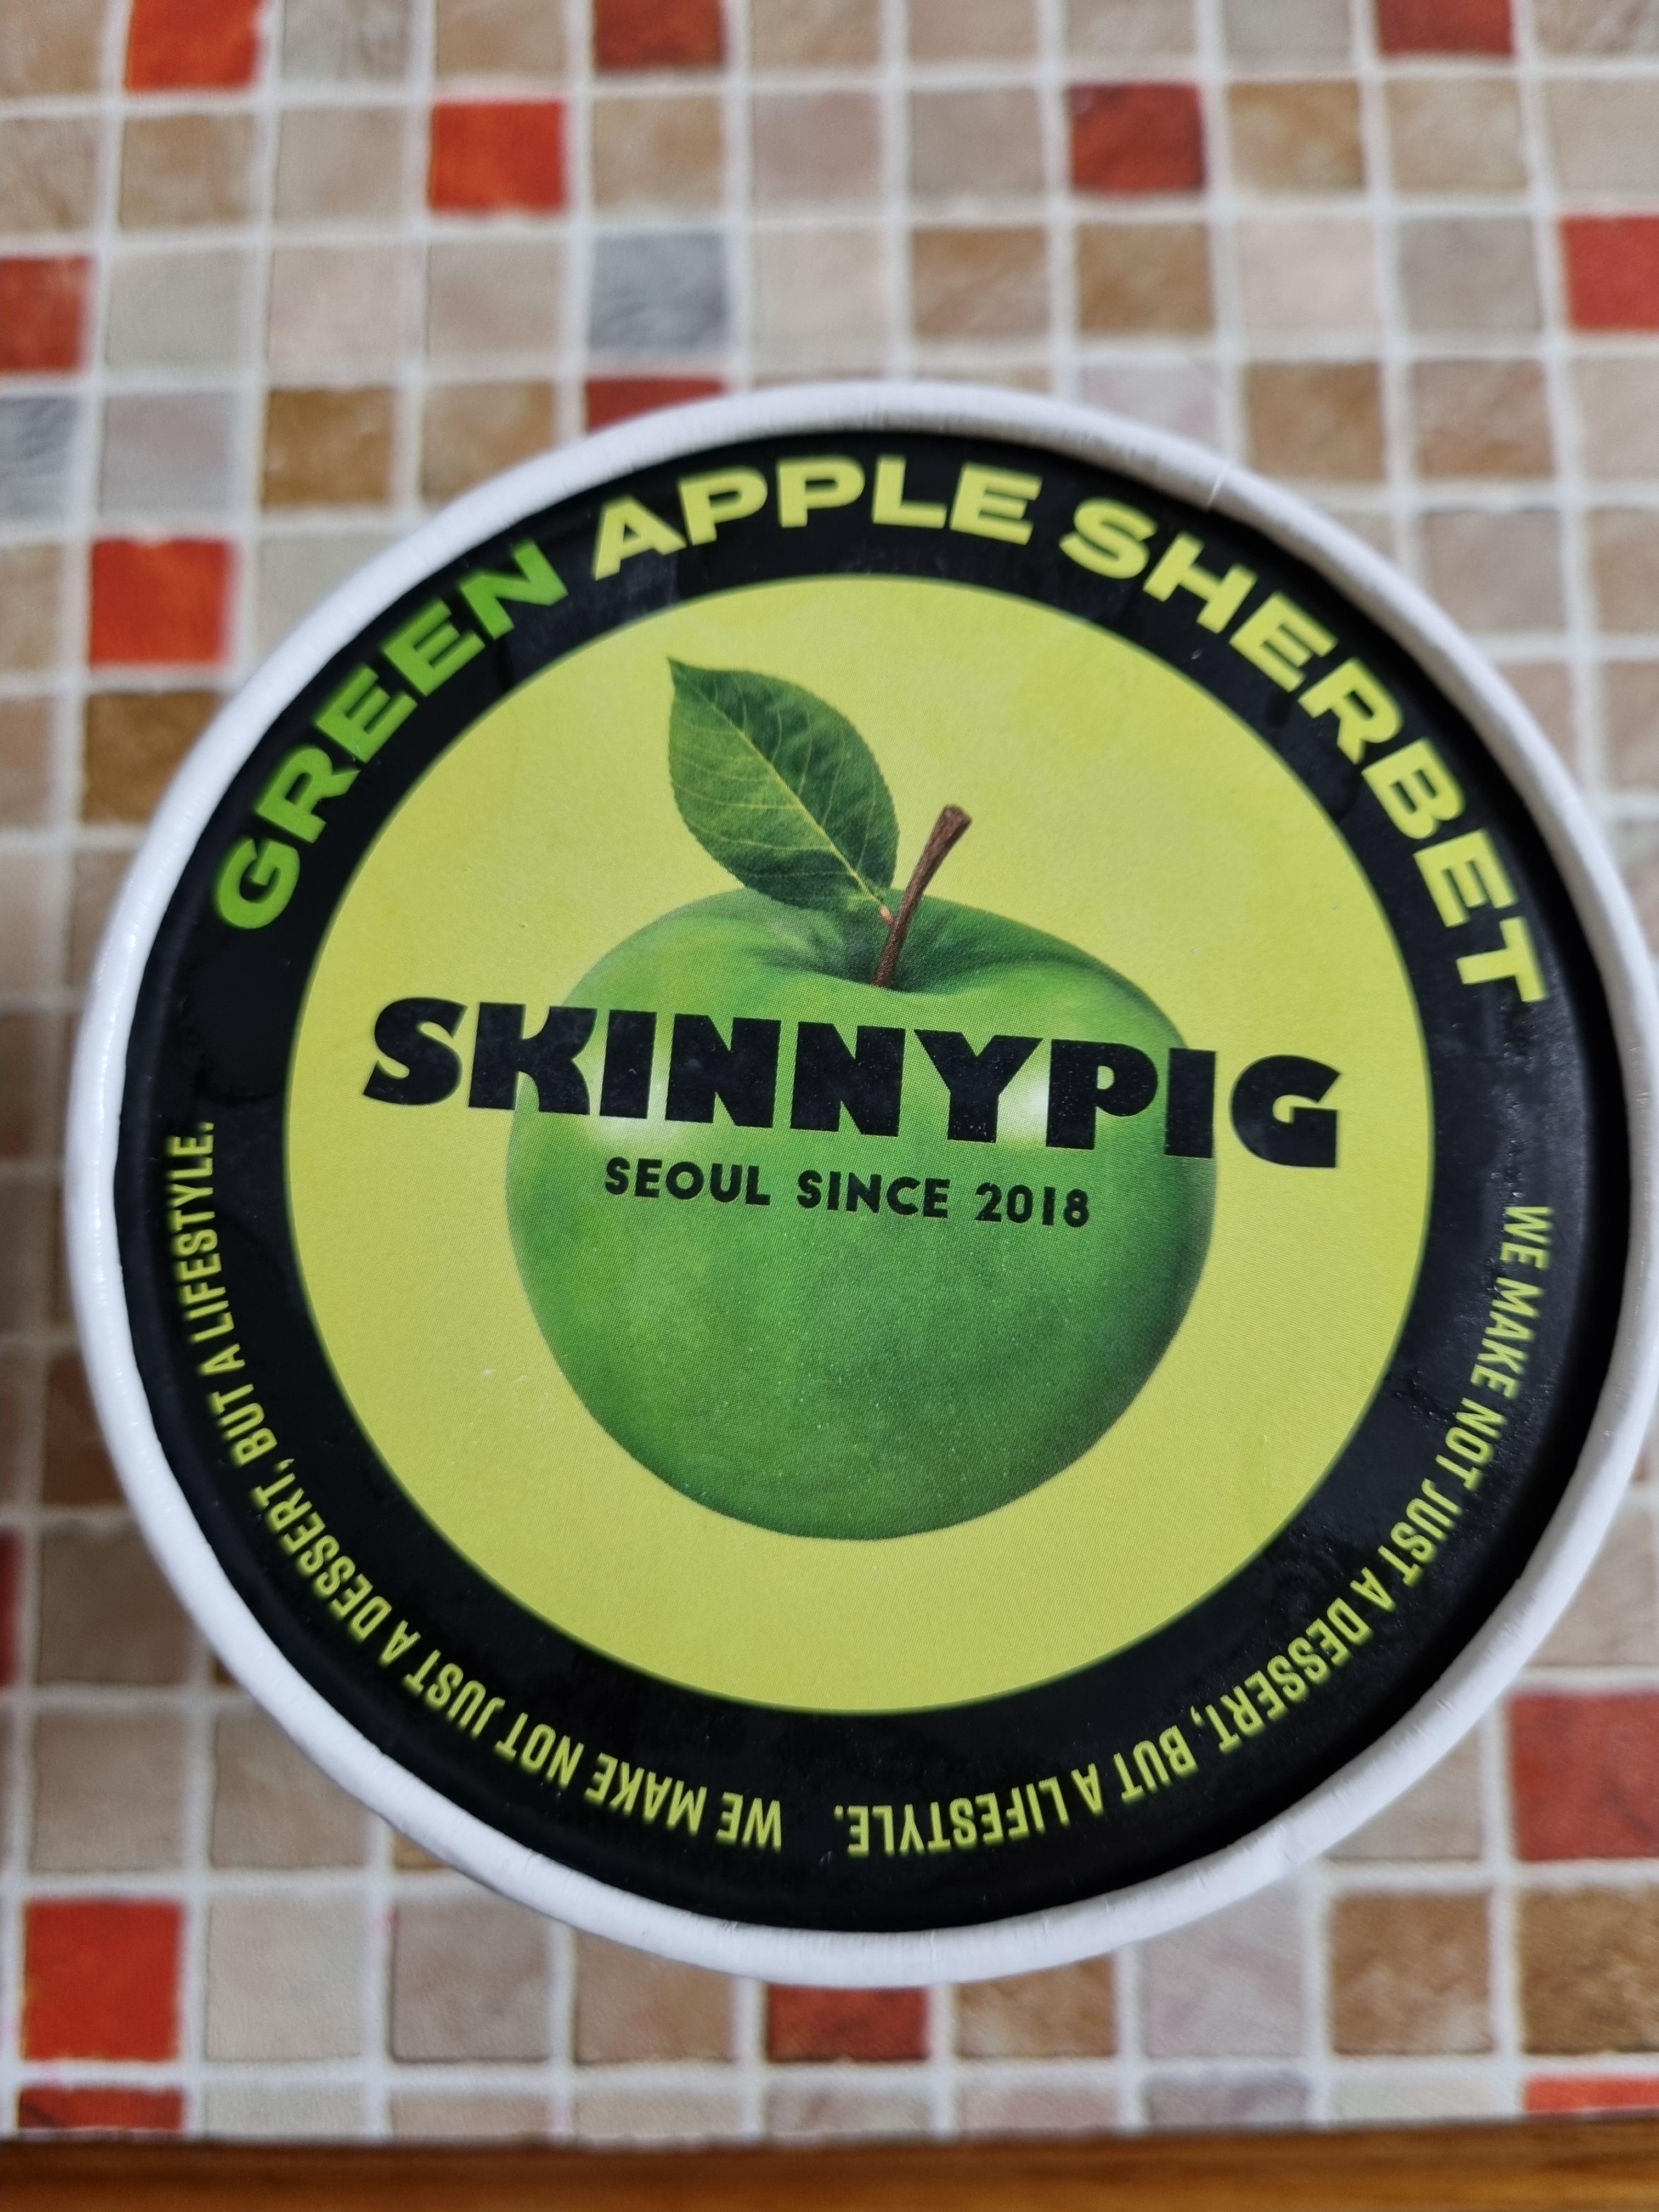 GREEN APPLE SHERBET
SKINNYPIG
SEOUL SINCE 2018
WE MAKE NOT JUST A DESSERT, BUT A LIFESTYLE.
WE MAKE NOT JUST A DESSERT, BUT A LIFESTYLE.